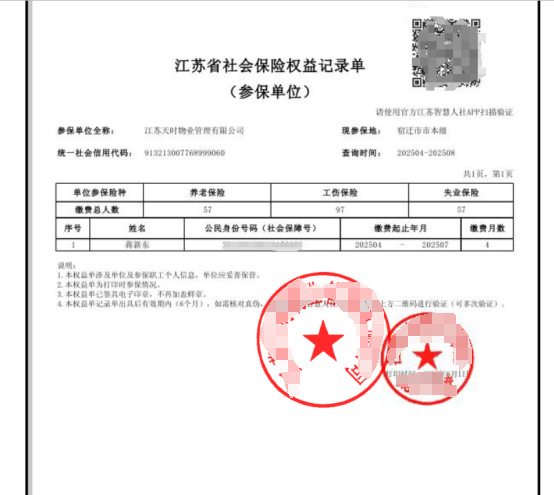 江苏省社会保险权益记录单
（参保单位）
请使用官方江苏智慧人社APP扫描验证
参保单位全称： 江苏天时物业管理有限公司 现参保地： 宿迁市市本级
统一社会信用代码： 913213007768999060 查询时间： 202504-202508
共1页，第1页
单位参保险种 养老保险 工伤保险 失业保险
缴费总人数 57 97 57
序号 姓名 公民身份号码（社会保障号） 缴费起止年月 缴费月数
1 蒋新东 202504 - 202507 4
说明：
1.本权益单涉及单位及参保职工个人信息，单位应妥善保管。
2.本权益单为打印时参保情况。
3.本权益单已签具电子印章，不再加盖鲜章。
4.本权益单记录单出具后有效期内（6个月），如需核对真伪， 上方二维码进行验证（可多次验证）。